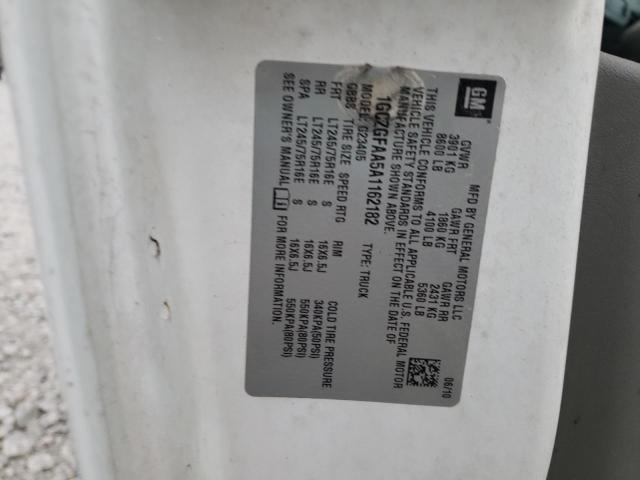 GM
MFD BY GENERAL MOTORS LLC
06/10
GVWR GAWR FRT GAWR RR
3901 KG 1860 KG 2431 KG
8600 LB 4100 LB 5360 LB
THIS VEHICLE CONFORMS TO ALL APPLICABLE U.S. FEDERAL MOTOR
VEHICLE SAFETY STANDARDS IN EFFECT ON THE DATE OF
MANUFACTURE SHOWN ABOVE.
1GCZGFAA5A1162182 TYPE: TRUCK
MODEL: G23405
TIRE SIZE SPEED RTG RIM COLD TIRE PRESSURE
FRT LT245/75R16E S 16X6.5J 340KPA(50PSI)
RR LT245/75R16E S 16X6.5J 550KPA(80PSI)
SPA LT245/75R16E S 16X6.5J 550KPA(80PSI)
SEE OWNER'S MANUAL FOR MORE INFORMATION.